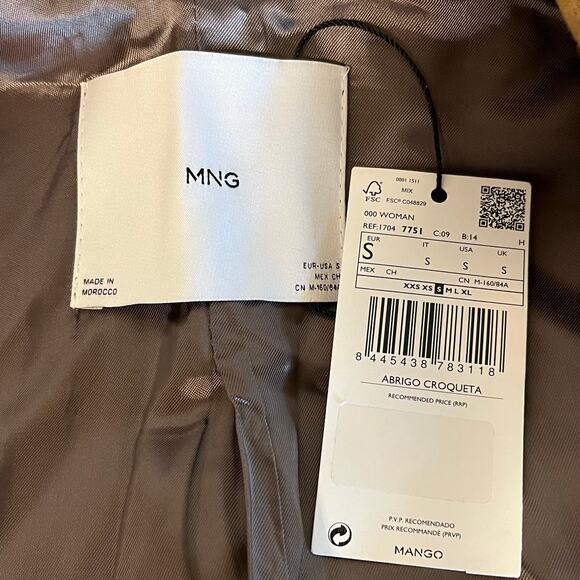 MNG
MADE IN
MOROCCO
EUR-USA S
MEX CH
CN M-160/84A
0001 1511
MIX
FSC
FSC® C048829
000 WOMAN
REF:1704 7751 C:09 B:14 H
EUR IT USA UK
S S S S
MEX CH CN M-160/84A
XXS XS S M L XL
8 445438 783118
ABRIGO CROQUETA
RECOMMENDED PRICE (RRP)
P.V.P. RECOMENDADO
PRIX RECOMMANDÉ (PRVP)
MANGO